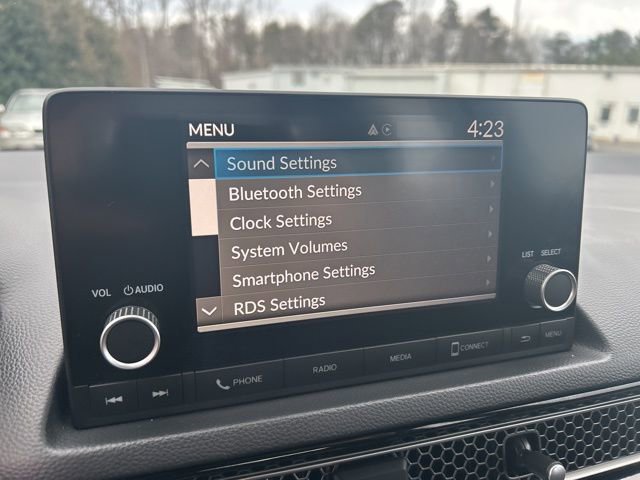 MENU 4:23
Sound Settings
Bluetooth Settings
Clock Settings
System Volumes
Smartphone Settings
RDS Settings
VOL AUDIO
LIST SELECT
PHONE RADIO MEDIA CONNECT MENU